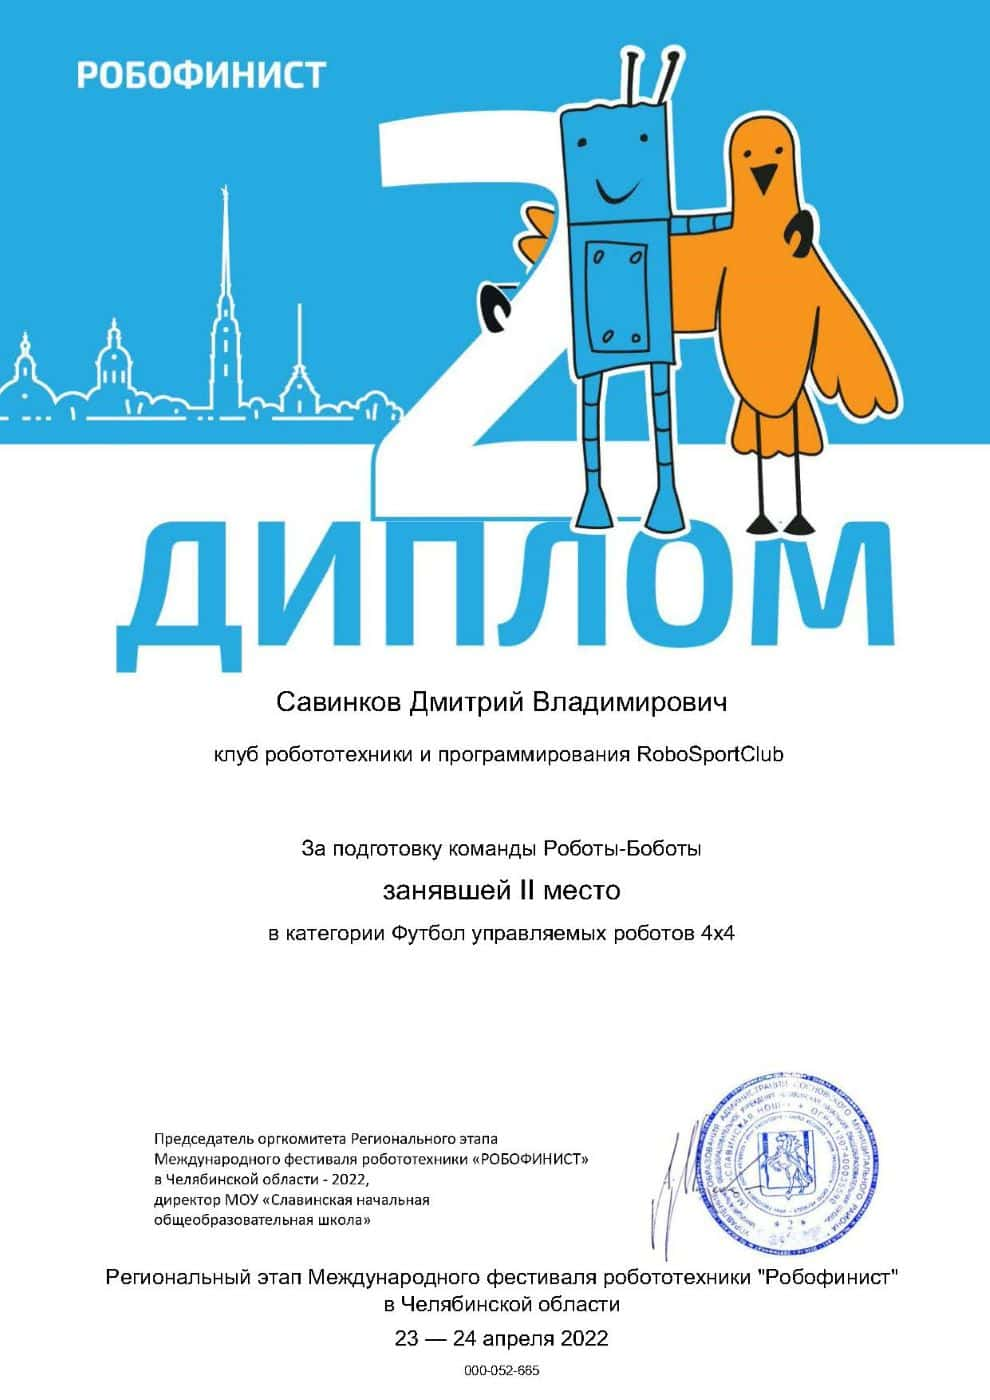 РОБОФИНИСТ
2
ДИПЛОМ
Савинков Дмитрий Владимирович
клуб робототехники и программирования RoboSportClub
За подготовку команды Роботы-Боботы
занявшей II место
в категории Футбол управляемых роботов 4x4
Председатель оргкомитета Регионального этапа
Международного фестиваля робототехники «РОБОФИНИСТ»
в Челябинской области - 2022,
директор МОУ «Славинская начальная
общеобразовательная школа»
Региональный этап Международного фестиваля робототехники "Робофинист"
в Челябинской области
23 — 24 апреля 2022
000-052-665